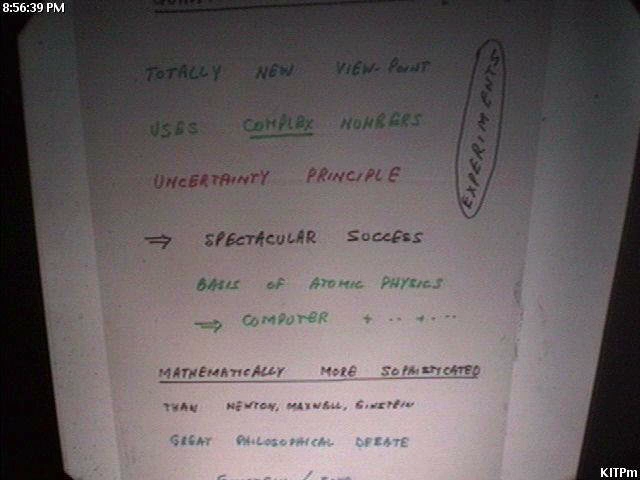 8:56:39 PM
TOTALLY NEW VIEW-POINT
USES COMPLEX NUMBERS
EXPERIMENTS
UNCERTAINTY PRINCIPLE
⇒ SPECTACULAR SUCCESS
BASIS OF ATOMIC PHYSICS
⇒ COMPUTER + ·· + ···
MATHEMATICALLY MORE SOPHISTICATED
THAN NEWTON, MAXWELL, EINSTEIN
GREAT PHILOSOPHICAL DEBATE
KITPm